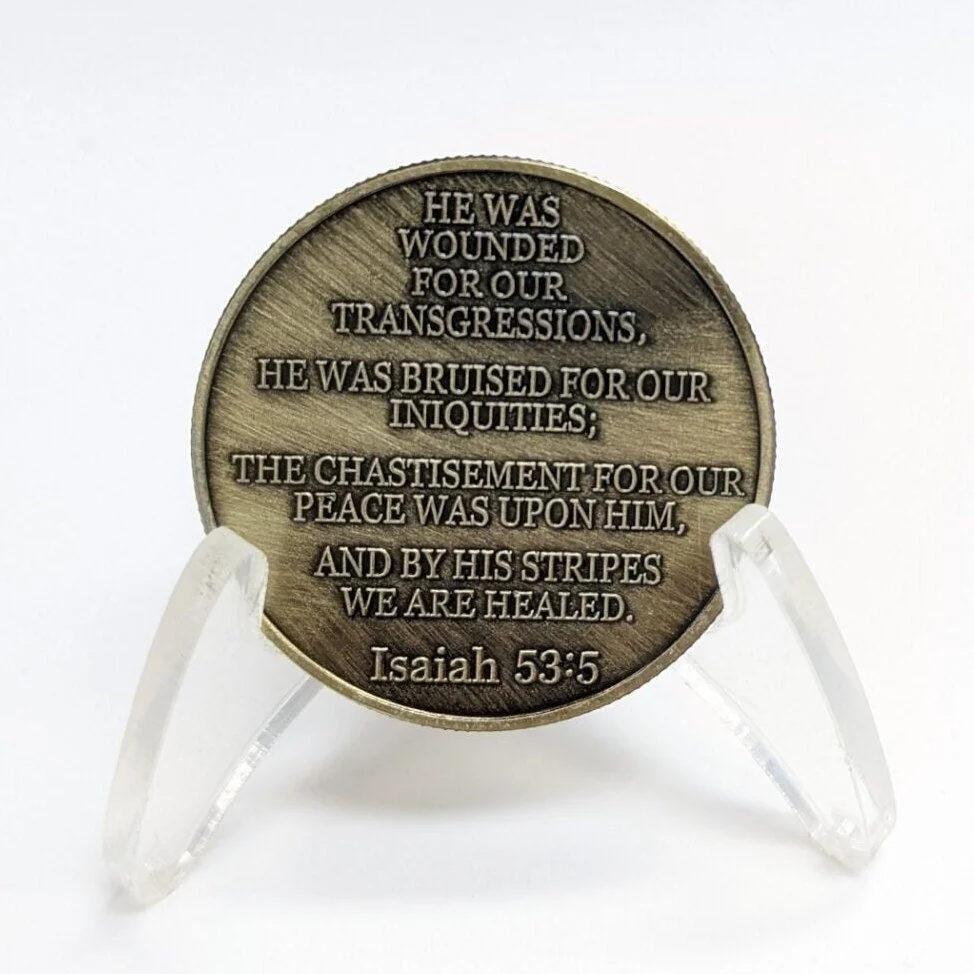 HE WAS
WOUNDED
FOR OUR
TRANSGRESSIONS,
HE WAS BRUISED FOR OUR
INIQUITIES;
THE CHASTISEMENT FOR OUR
PEACE WAS UPON HIM,
AND BY HIS STRIPES
WE ARE HEALED.
Isaiah 53:5